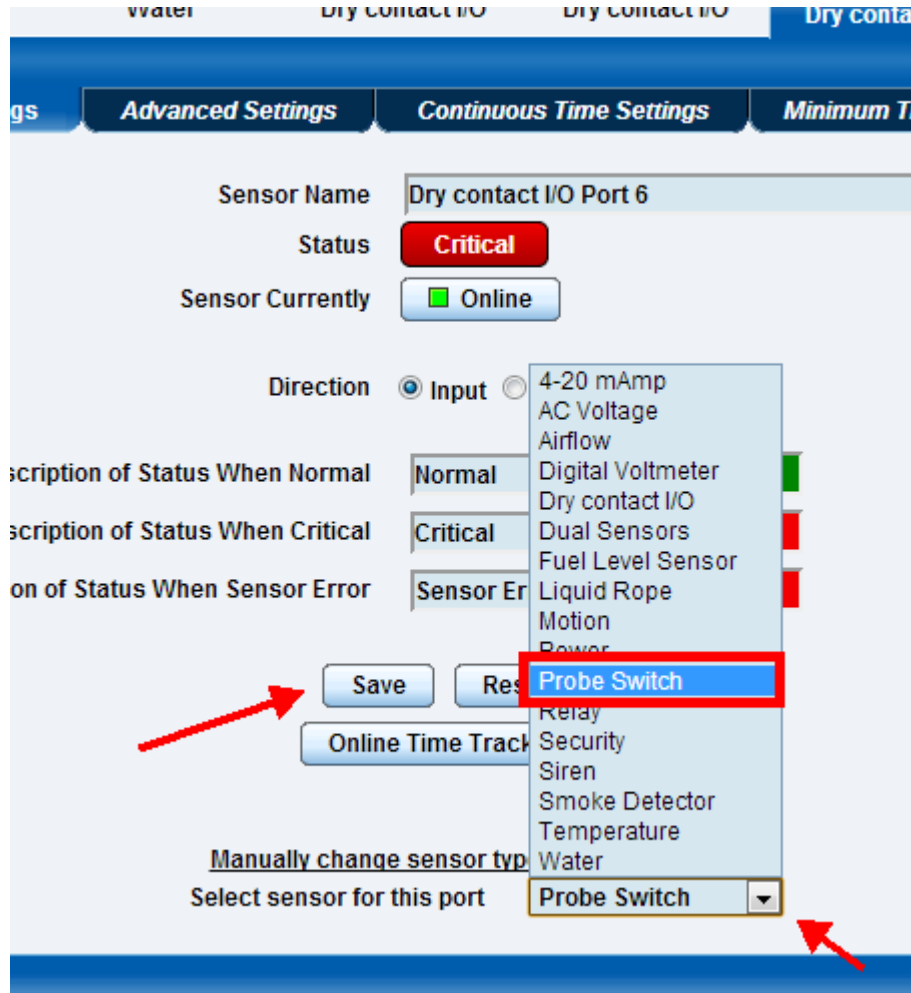 Water Dry contact I/O Dry contact I/O Dry conta
gs Advanced Settings Continuous Time Settings Minimum T
Sensor Name Dry contact I/O Port 6
Status Critical
Sensor Currently Online
Direction Input
scription of Status When Normal Normal
scription of Status When Critical Critical
on of Status When Sensor Error Sensor Er
Save Res
Online Time Track
4-20 mAmp
AC Voltage
Airflow
Digital Voltmeter
Dry contact I/O
Dual Sensors
Fuel Level Sensor
Liquid Rope
Motion
Power
Probe Switch
Relay
Security
Siren
Smoke Detector
Temperature
Water
Manually change sensor typ
Select sensor for this port Probe Switch